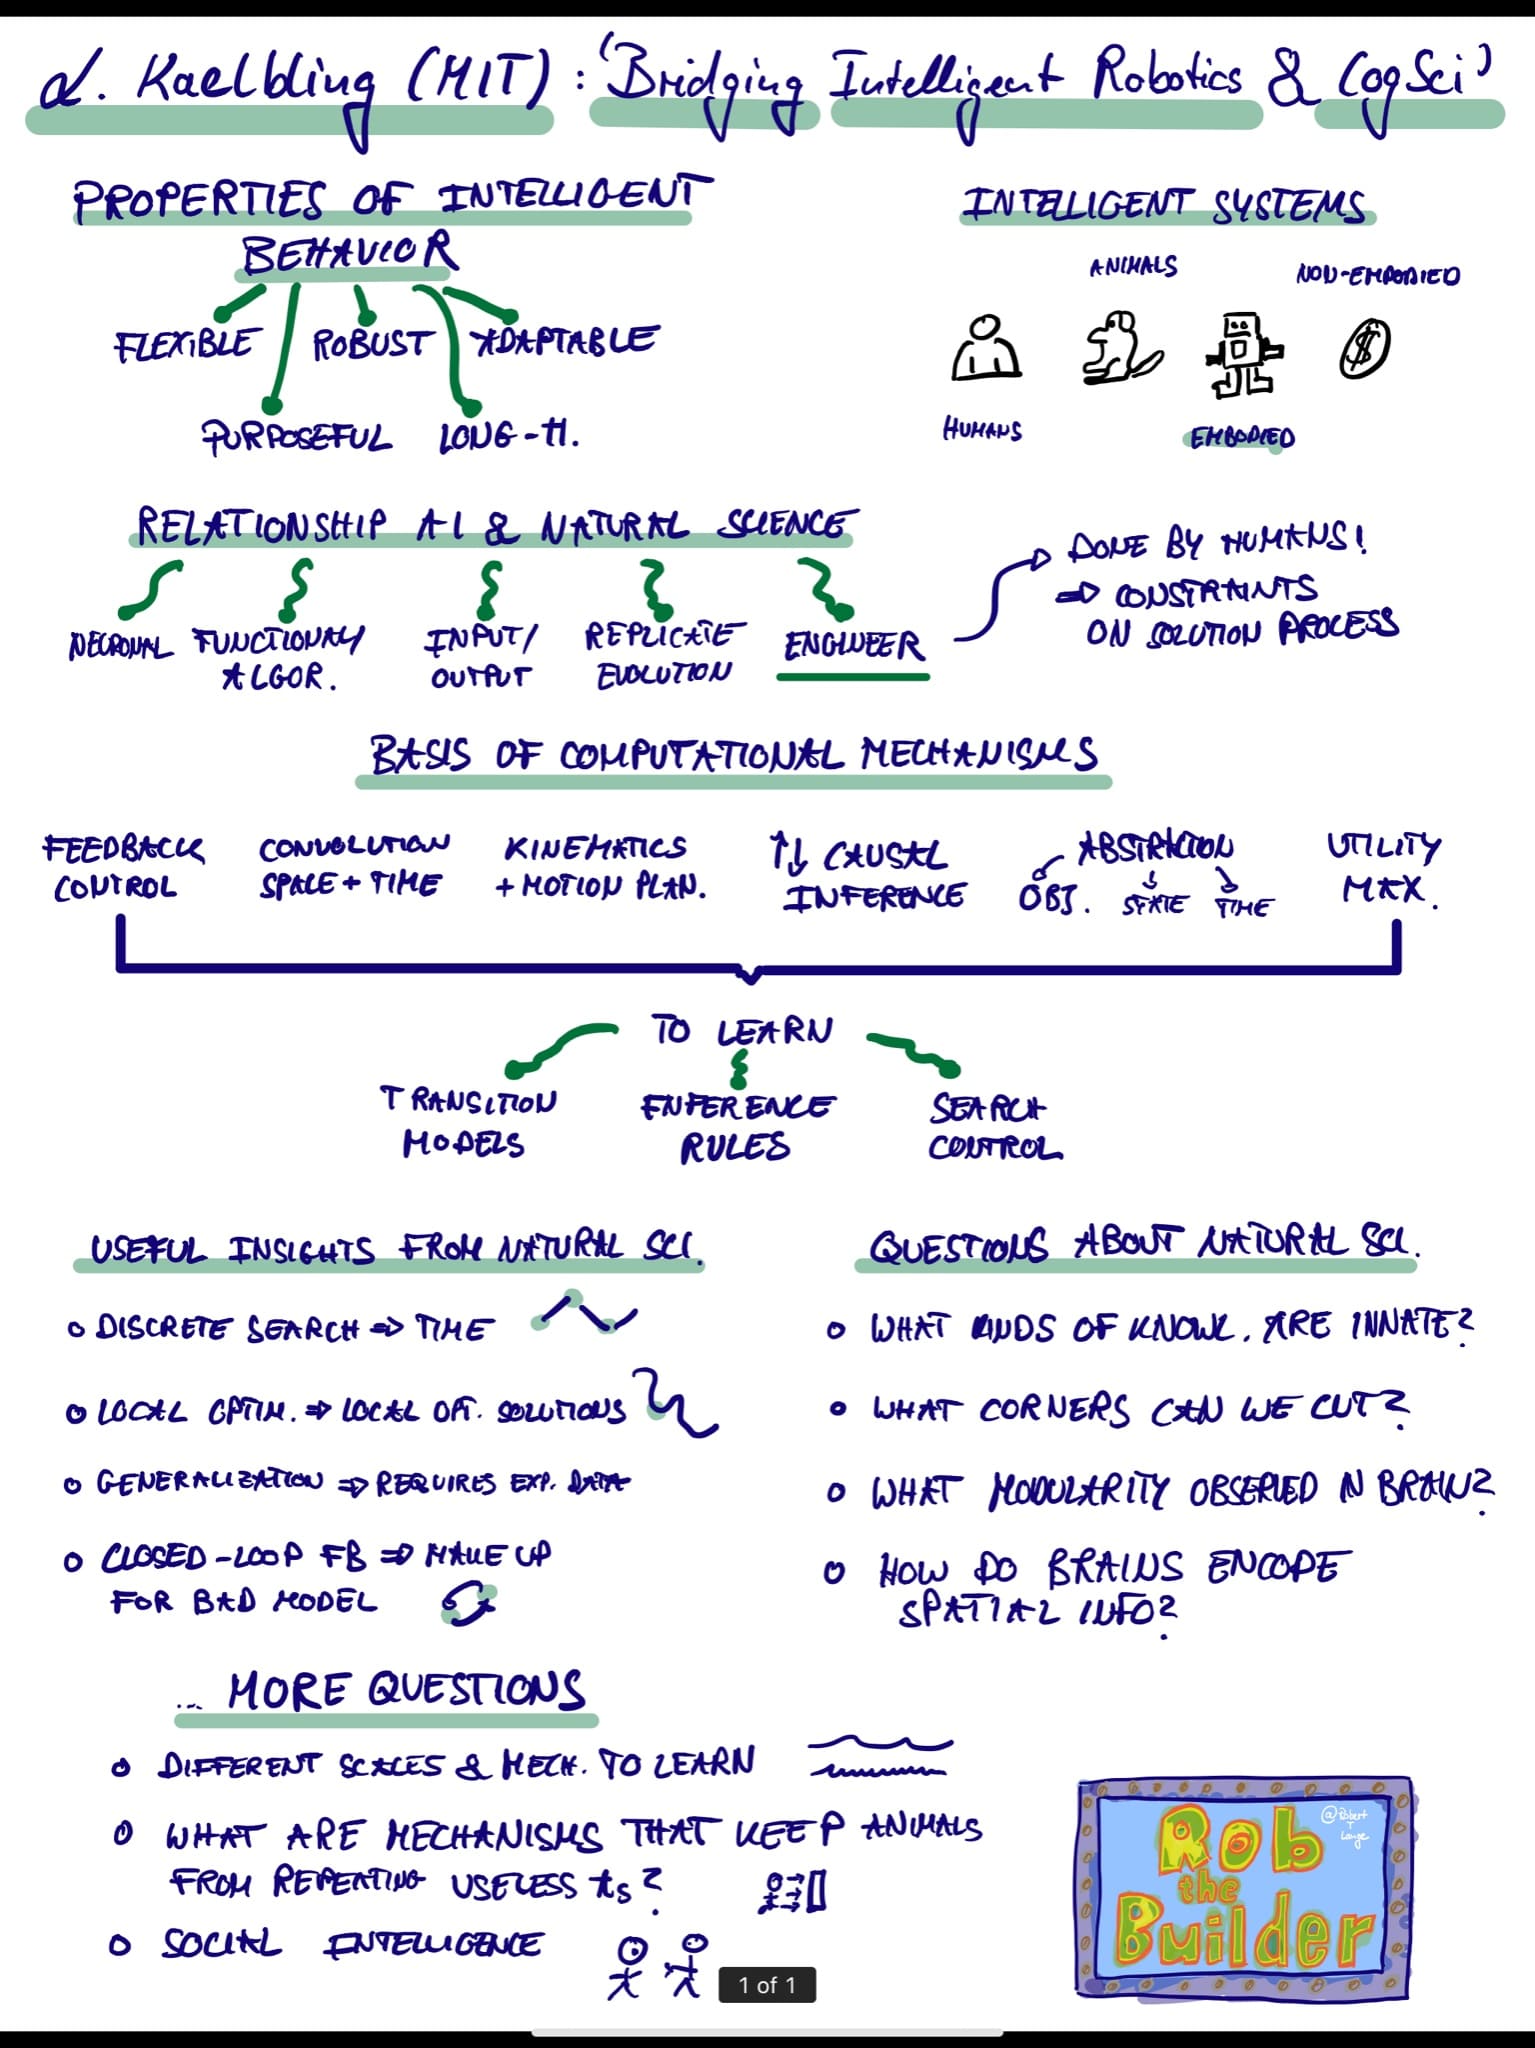 L. Kaelbling (MIT): 'Bridging Intelligent Robotics & CogSci'
PROPERTIES OF INTELLIGENT
BEHAVIOR
FLEXIBLE ROBUST ADAPTABLE
PURPOSEFUL LONG-H.
INTELLIGENT SYSTEMS
ANIMALS NON-EMBODIED
$
HUMANS EMBODIED
RELATIONSHIP AI & NATURAL SCIENCE
NEURONAL FUNCTIONAL/ INPUT/ REPLICATE ENGINEER
ALGOR. OUTPUT EVOLUTION
DONE BY HUMANS!
⇒ CONSTRAINTS
ON SOLUTION PROCESS
BASIS OF COMPUTATIONAL MECHANISMS
FEEDBACK CONVOLUTION KINEMATICS ↑↓ CAUSAL ABSTRACTION UTILITY
CONTROL SPACE + TIME + MOTION PLAN. INFERENCE OBJ. STATE TIME MAX.
TO LEARN
TRANSITION INFERENCE SEARCH
MODELS RULES CONTROL
USEFUL INSIGHTS FROM NATURAL SCI.
DISCRETE SEARCH ⇒ TIME
LOCAL OPTIM. ⇒ LOCAL OPT. SOLUTIONS
GENERALIZATION ⇒ REQUIRES EXP. DATA
CLOSED-LOOP FB ⇒ MAKE UP
FOR BAD MODEL
QUESTIONS ABOUT NATURAL SCI.
WHAT KINDS OF KNOWL. ARE INNATE?
WHAT CORNERS CAN WE CUT?
WHAT MODULARITY OBSERVED IN BRAIN?
HOW DO BRAINS ENCODE
SPATIAL INFO?
... MORE QUESTIONS
DIFFERENT SCALES & MECH. TO LEARN
WHAT ARE MECHANISMS THAT KEEP ANIMALS
FROM REPEATING USELESS ts?
SOCIAL INTELLIGENCE
@Robert
T
Lange
Rob
the
Builder
1 of 1